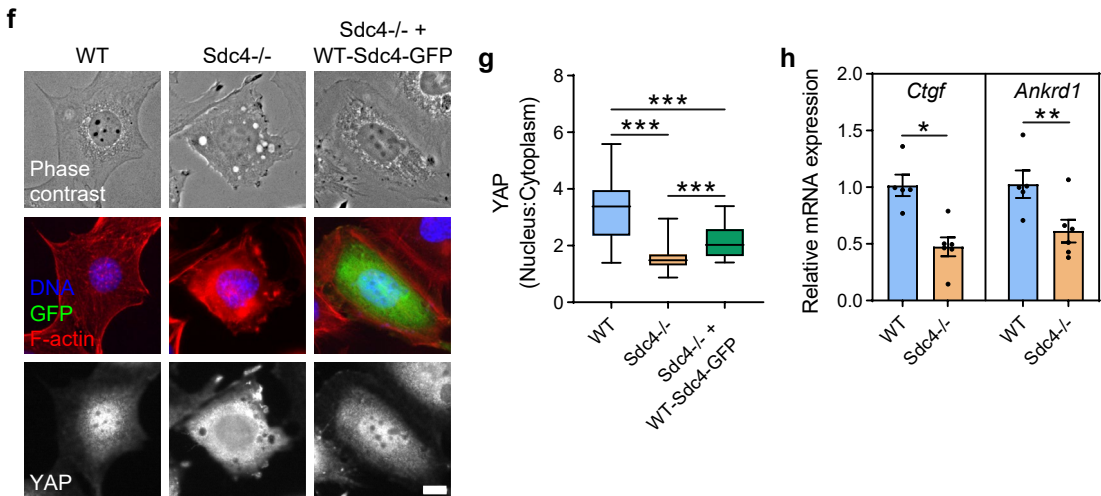 f
WT
Sdc4-/-
Sdc4-/- +
WT-Sdc4-GFP
Phase
contrast
DNA
GFP
F-actin
YAP
g
YAP
(Nucleus:Cytoplasm)
8
6
4
2
0
***
***
***
WT
Sdc4-/-
Sdc4-/- +
WT-Sdc4-GFP
h
Relative mRNA expression
2.0
1.5
1.0
0.5
0.0
Ctgf
Ankrd1
*
**
WT
Sdc4-/-
WT
Sdc4-/-